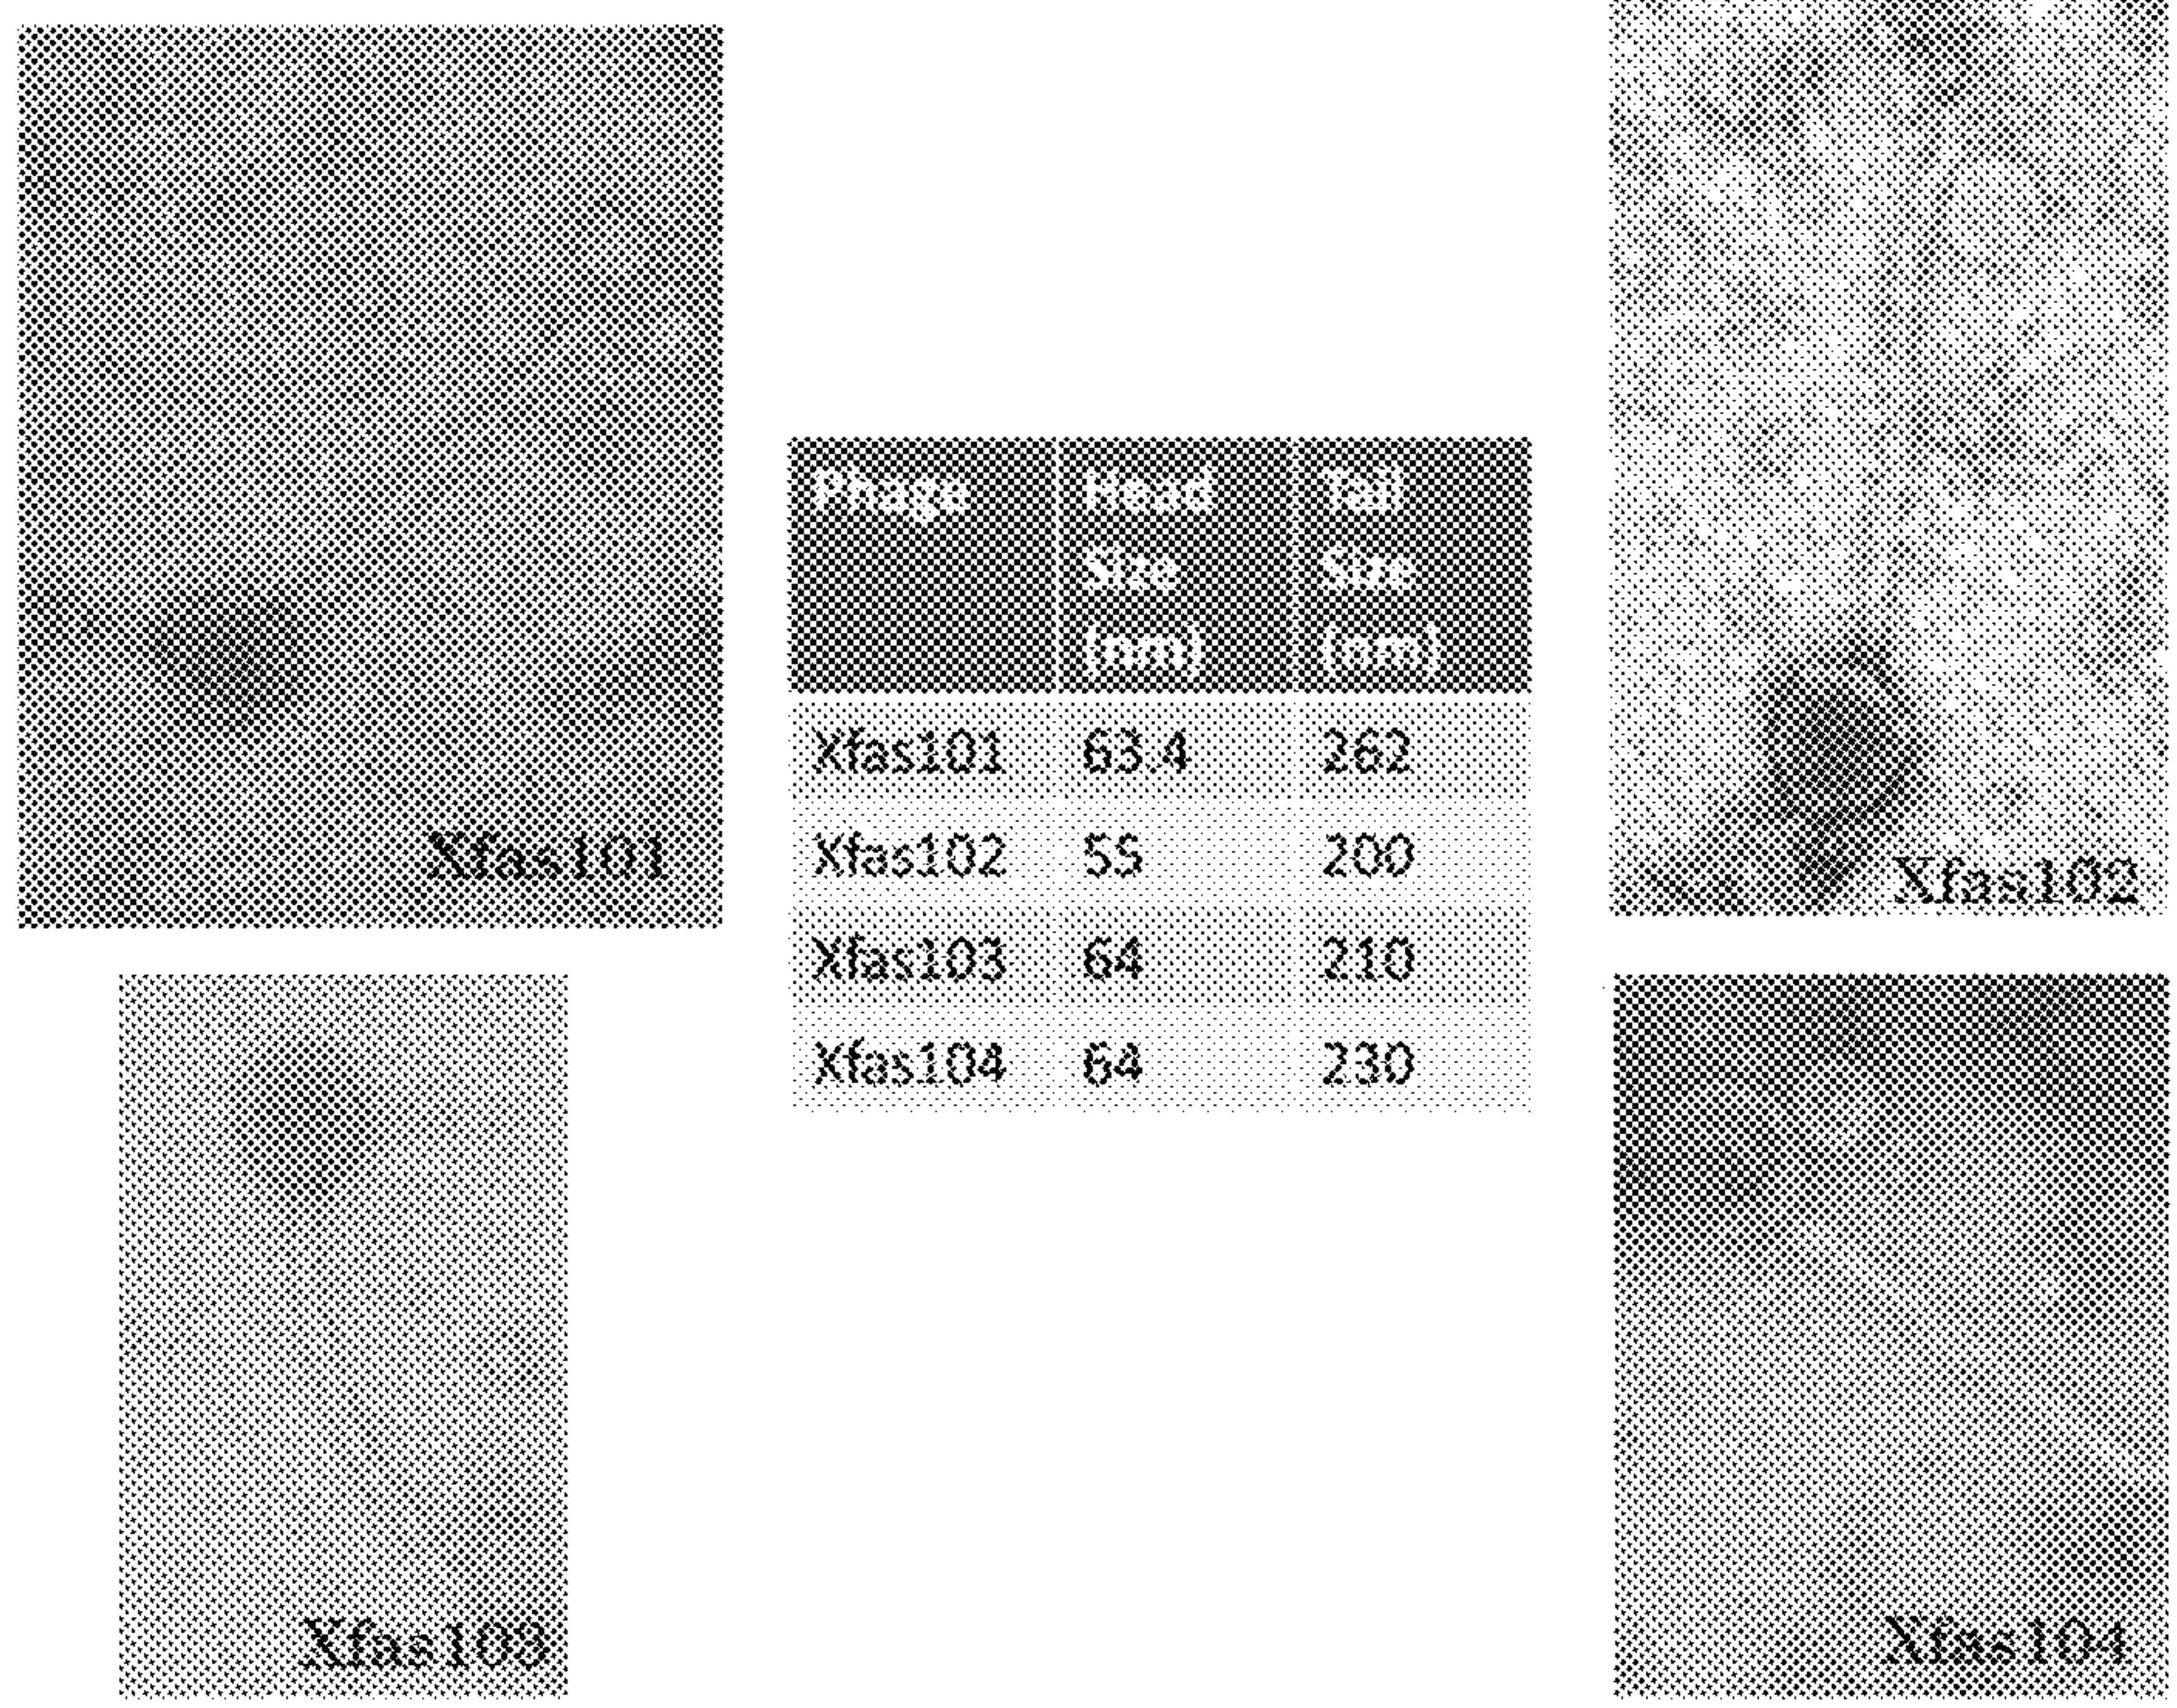 Xfas101
Xfas102
Phage Head Size (nm) Tail Size (nm)
Xfas101 63.4 262
Xfas102 55 200
Xfas103 64 210
Xfas104 64 230
Xfas103
Xfas104